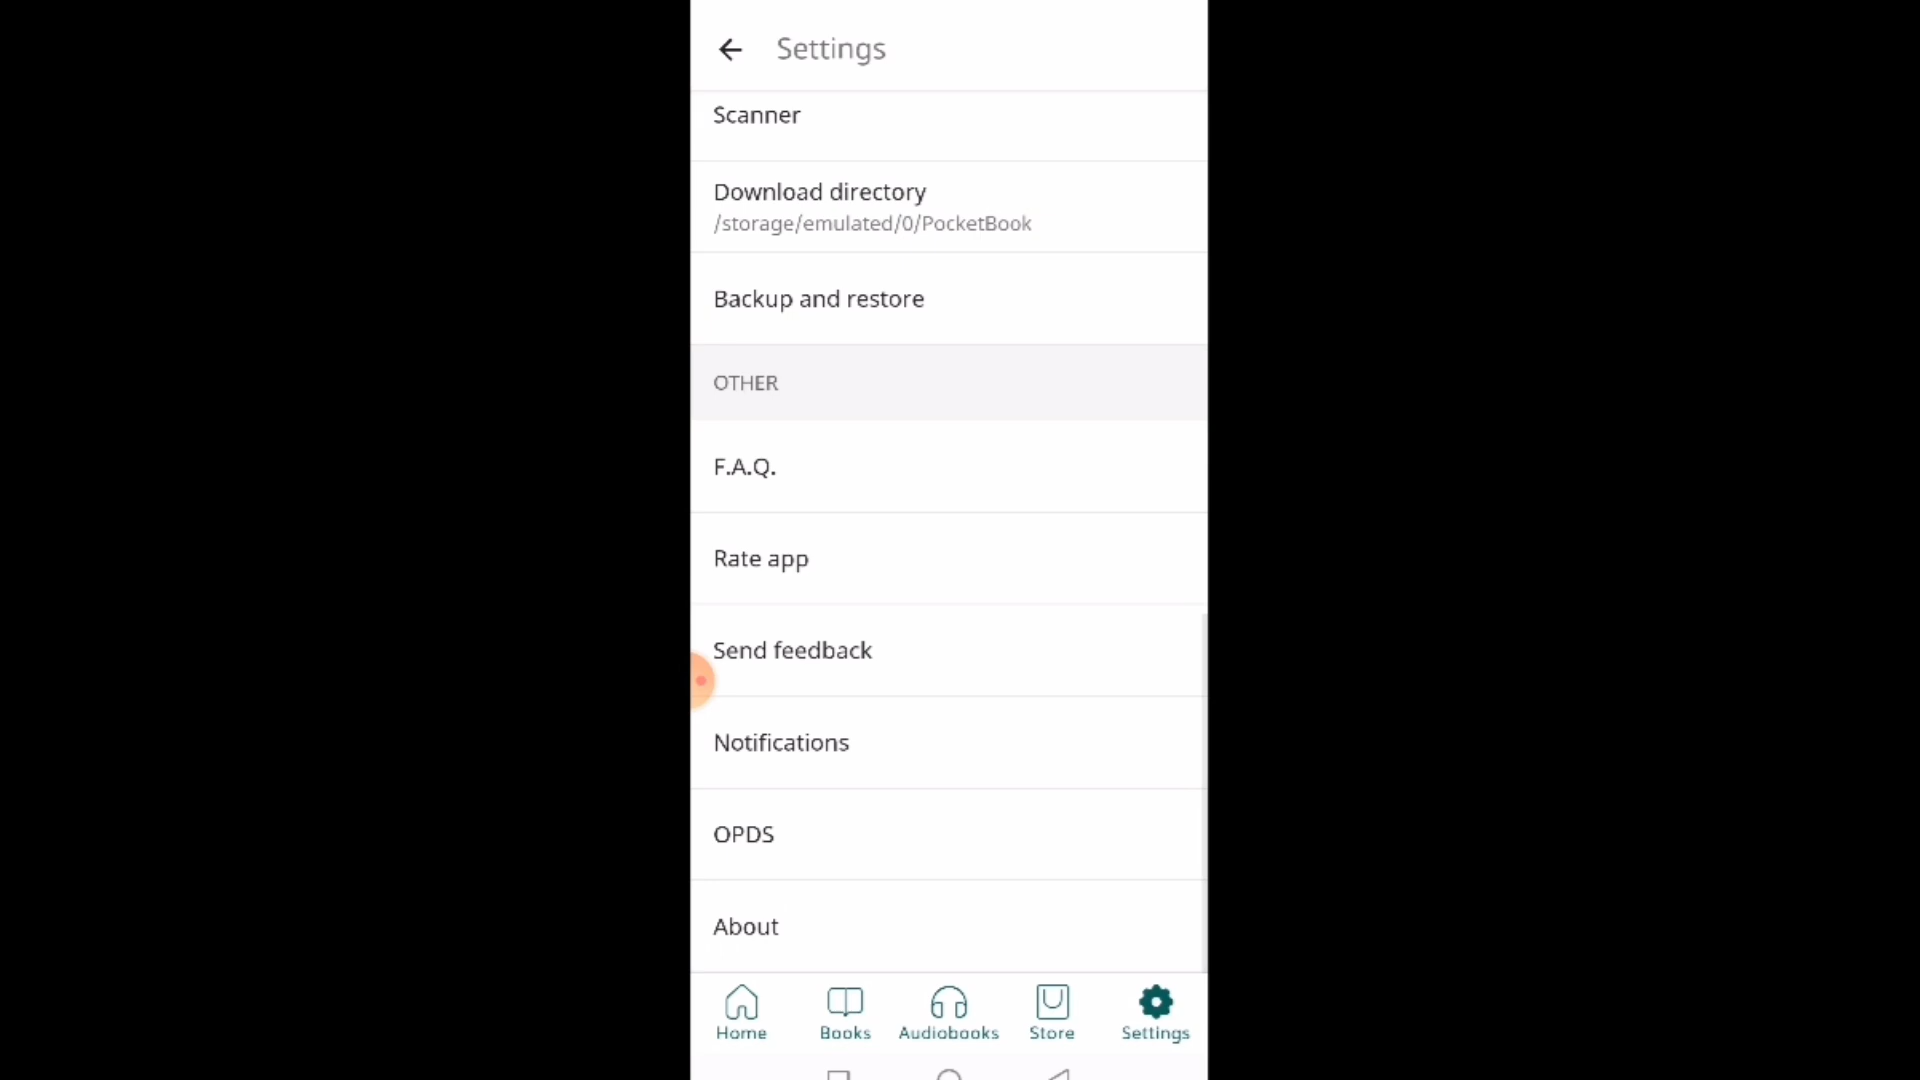 Settings
Scanner
Download directory
/storage/emulated/0/PocketBook
Backup and restore
OTHER
F.A.Q.
Rate app
Send feedback
Notifications
OPDS
About
Home Books Audiobooks Store Settings